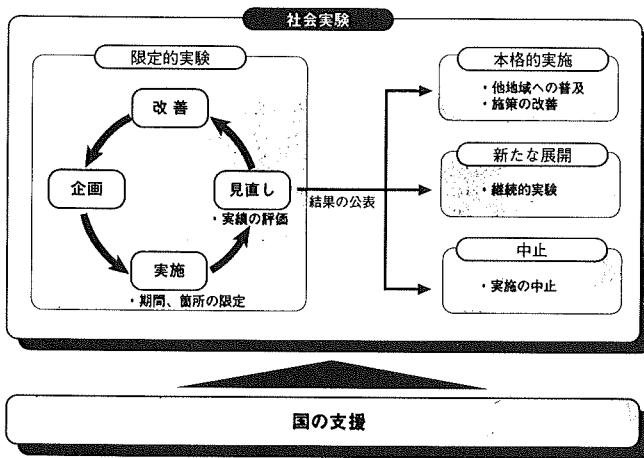 社会実験
限定的実験
改善
企画
見直し
・実績の評価
実施
・期間、箇所の限定
結果の公表
本格的実施
・他地域への普及
・施策の改善
新たな展開
・継続的実験
中止
・実施の中止
国の支援